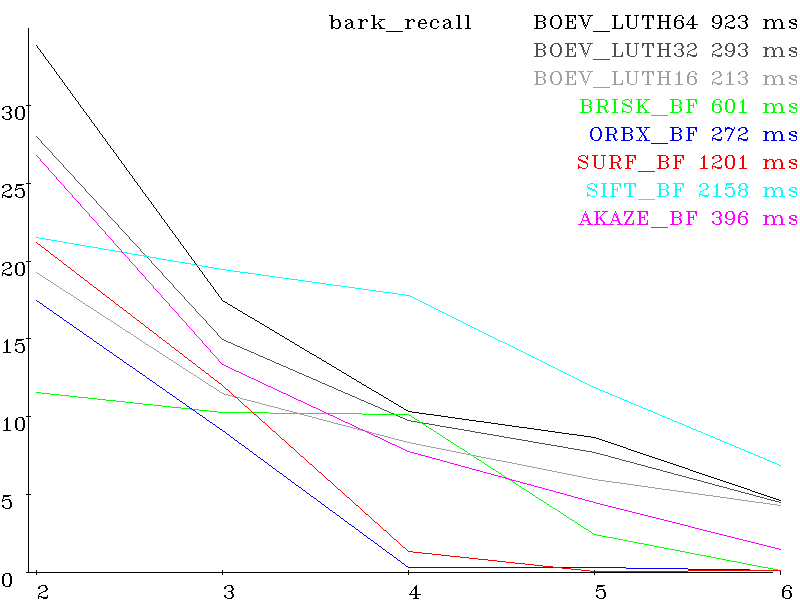 bark_recall BOEV_LUTH64 923 ms
BOEV_LUTH32 293 ms
BOEV_LUTH16 213 ms
BRISK_BF 601 ms
ORBX_BF 272 ms
SURF_BF 1201 ms
SIFT_BF 2158 ms
AKAZE_BF 396 ms
30
25
20
15
10
5
0
2 3 4 5 6